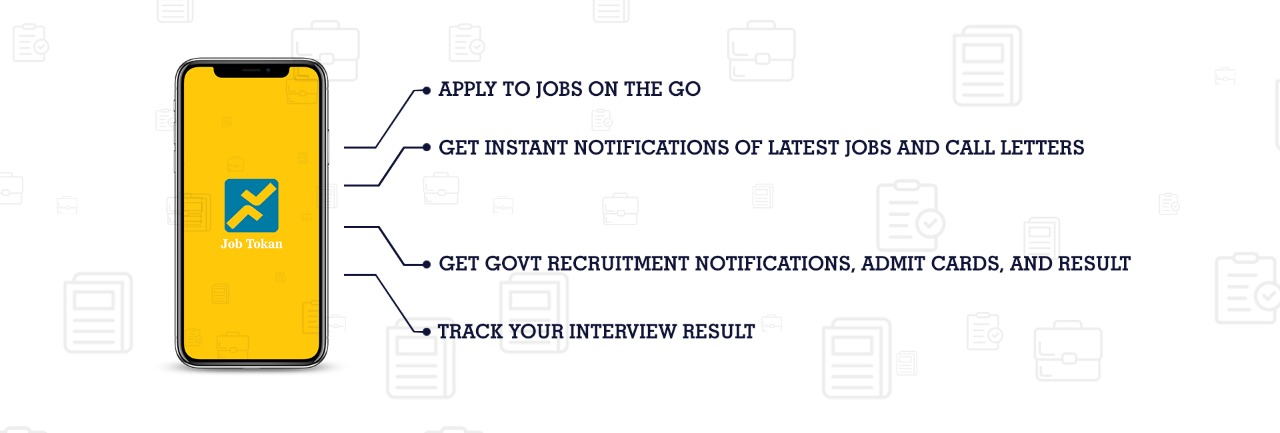 APPLY TO JOBS ON THE GO
GET INSTANT NOTIFICATIONS OF LATEST JOBS AND CALL LETTERS
Job Tokan
GET GOVT RECRUITMENT NOTIFICATIONS, ADMIT CARDS, AND RESULT
TRACK YOUR INTERVIEW RESULT